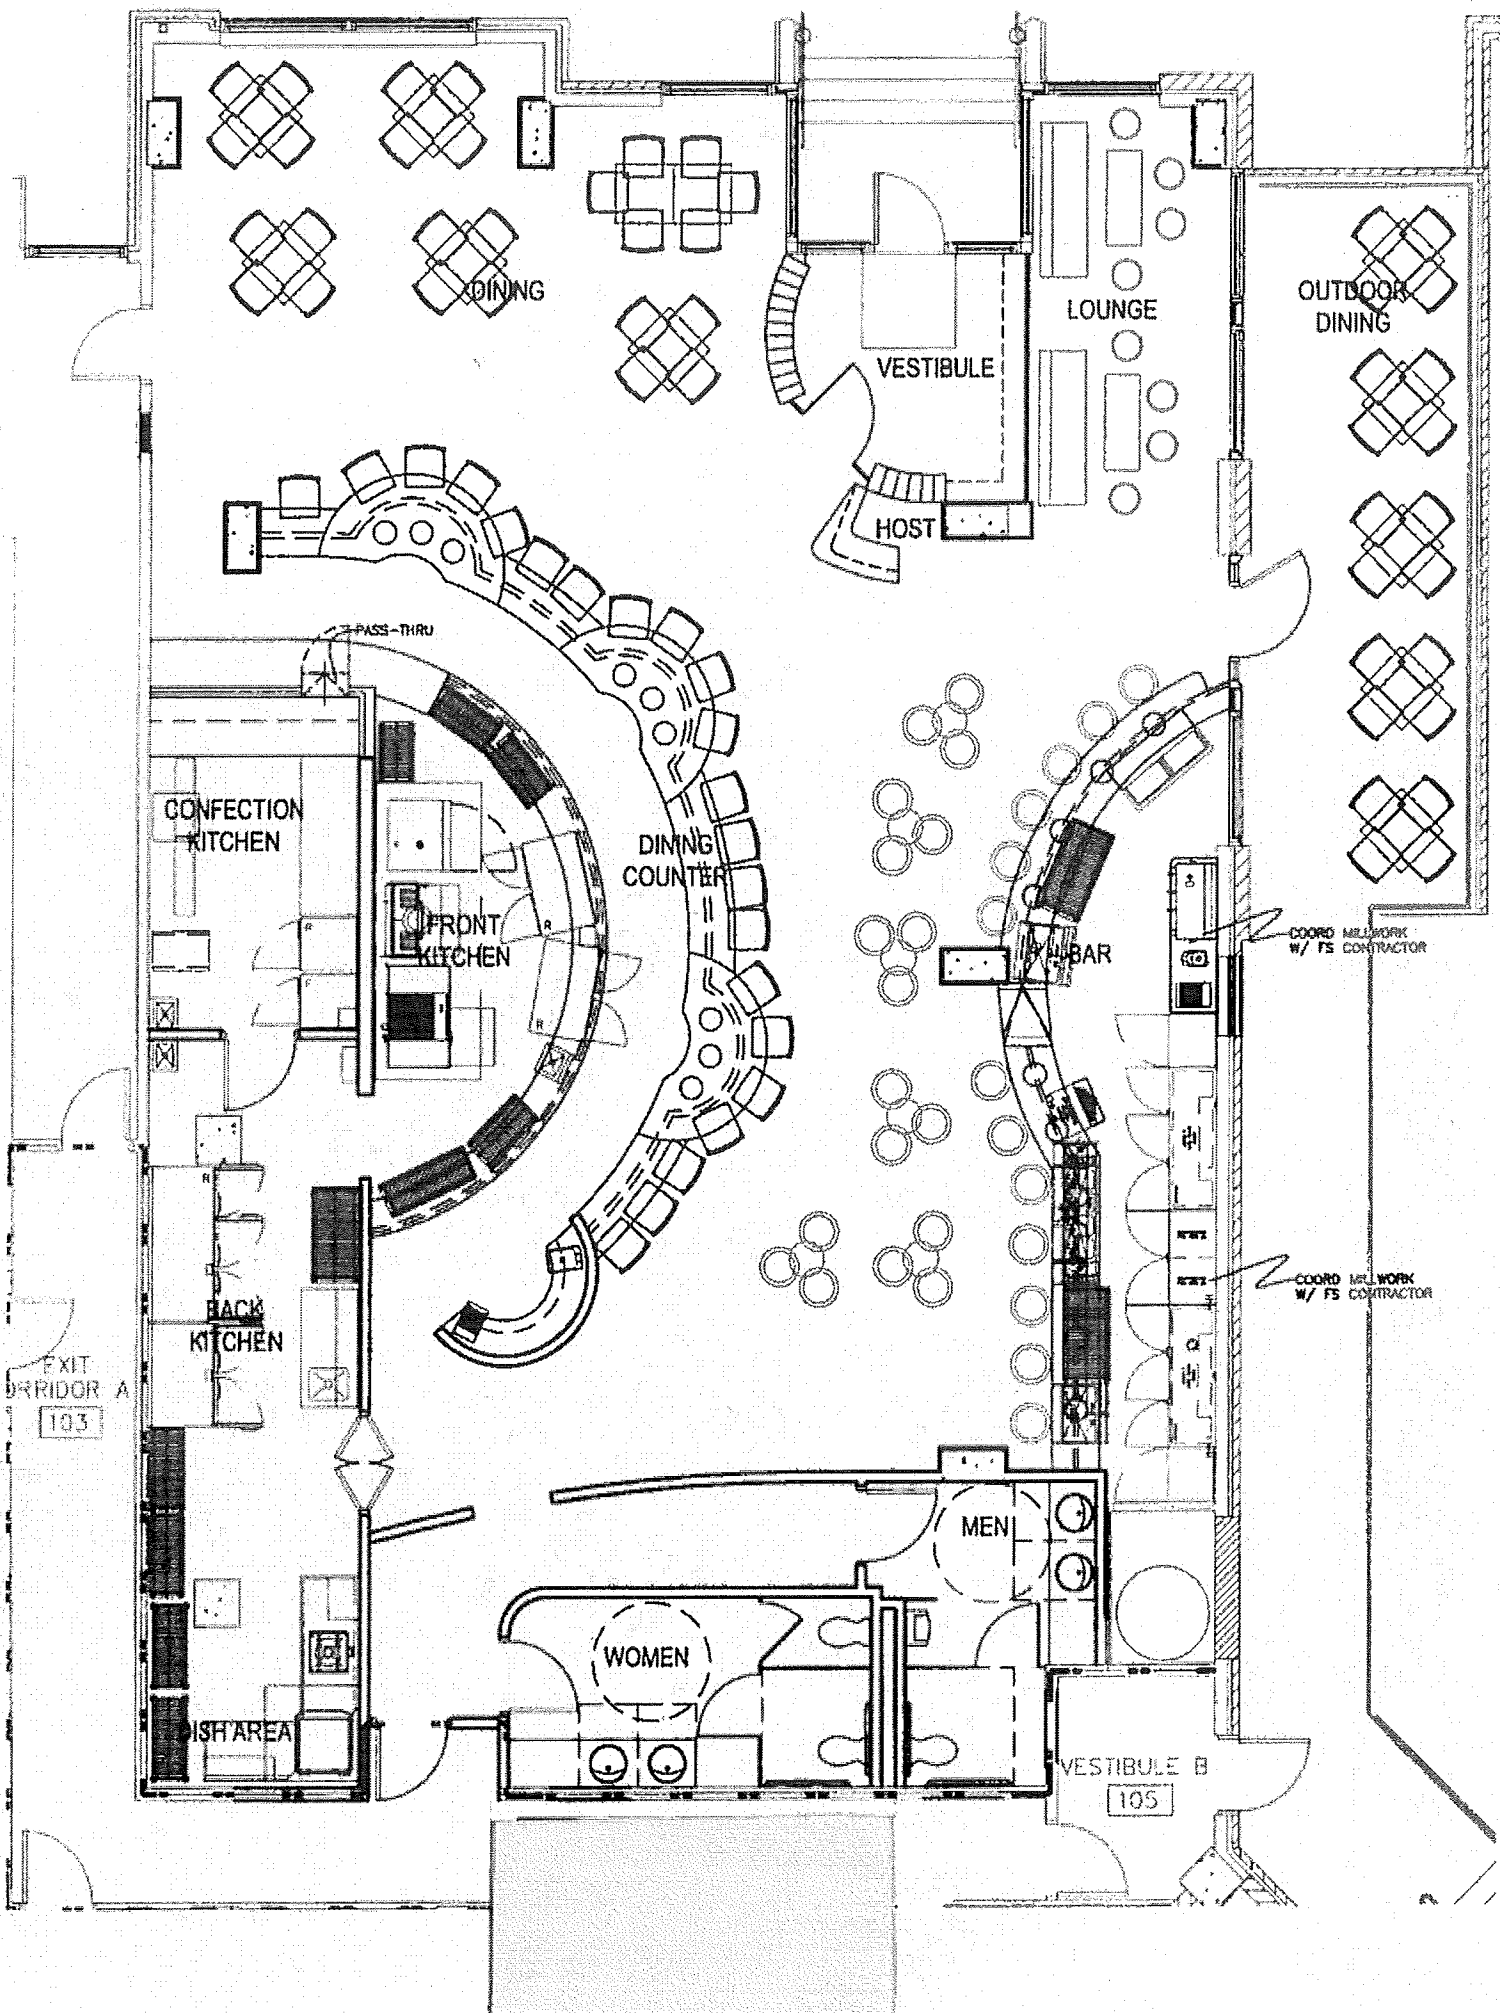 DINING
LOUNGE
OUTDOOR
DINING
VESTIBULE
HOST
PASS-THRU
CONFECTION
KITCHEN
DINING
COUNTER
FRONT
KITCHEN
R
R
R
F
BAR
COORD MILLWORK
W/ FS CONTRACTOR
R
BACK
KITCHEN
COORD MILLWORK
W/ FS CONTRACTOR
EXIT
ORRIDOR A
103
MEN
WOMEN
DISH AREA
VESTIBULE B
105